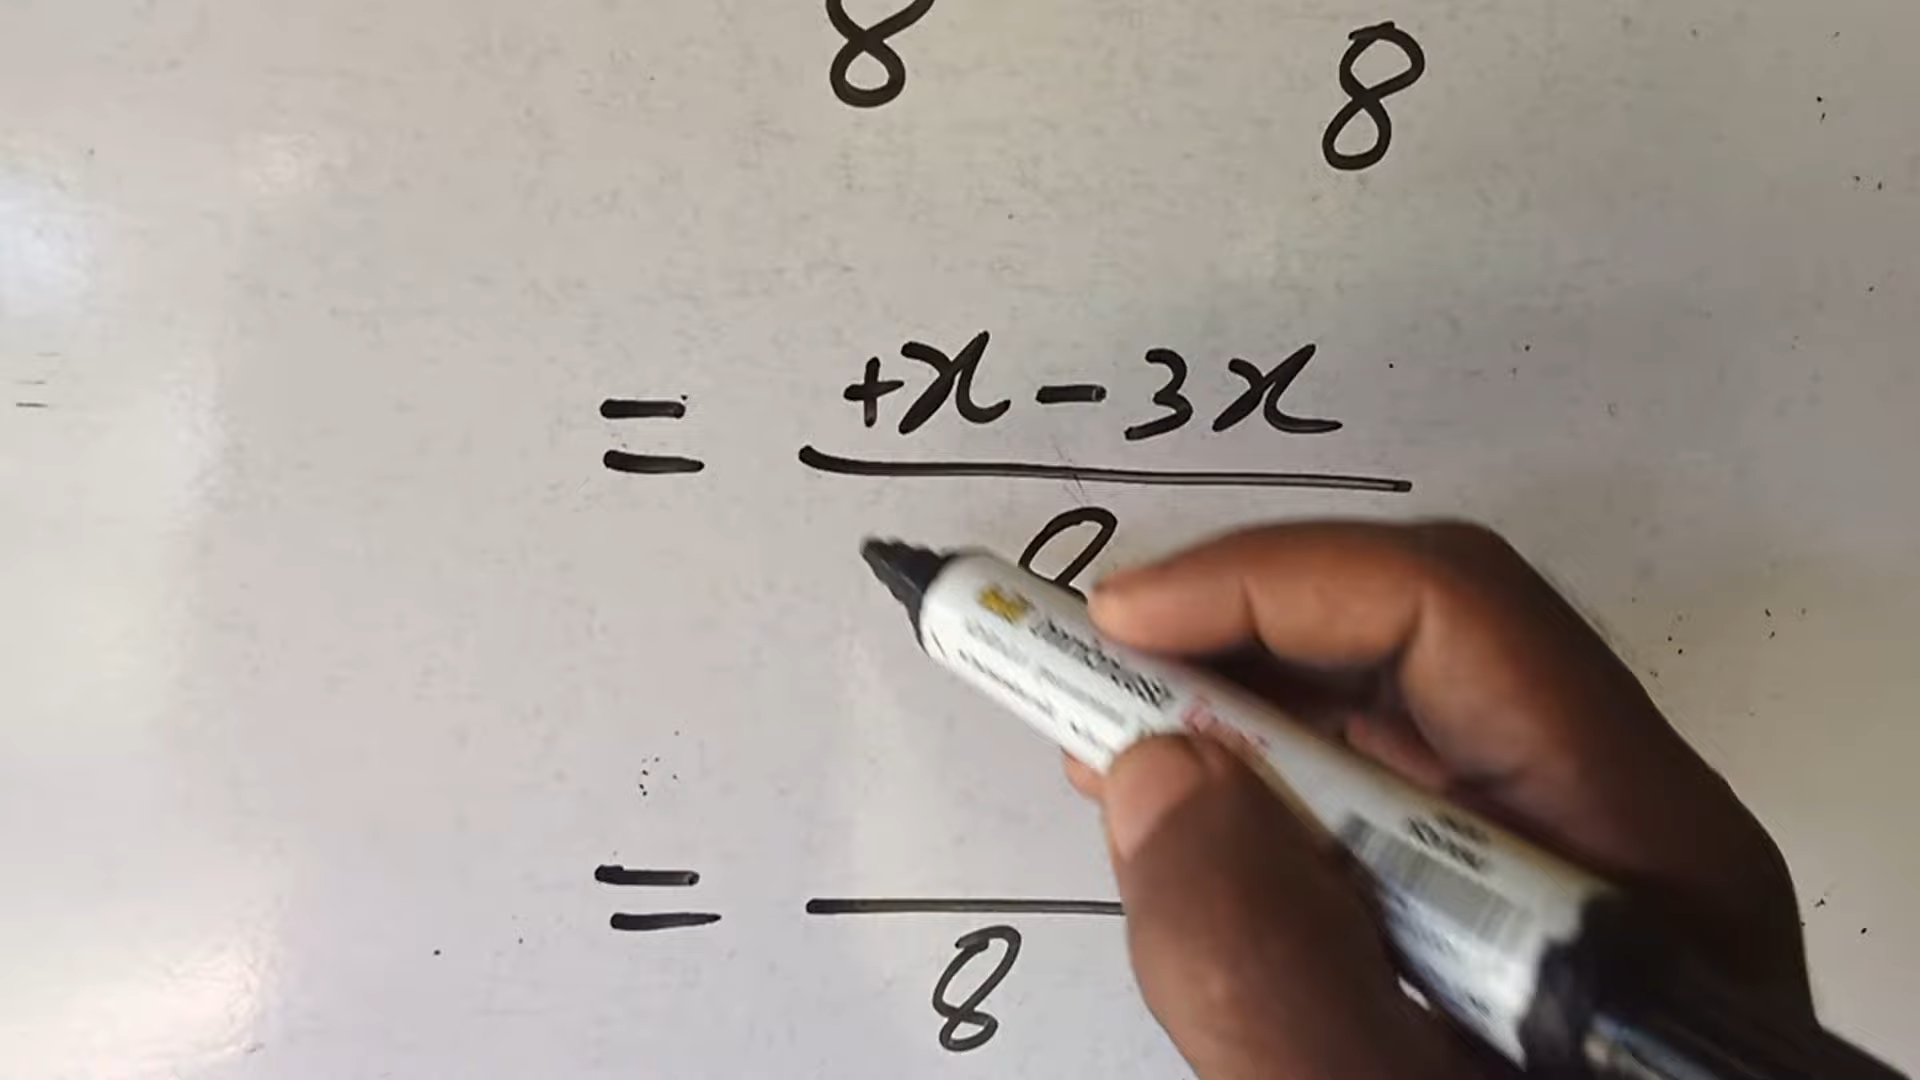 8 8
= +x - 3x
8
=
8